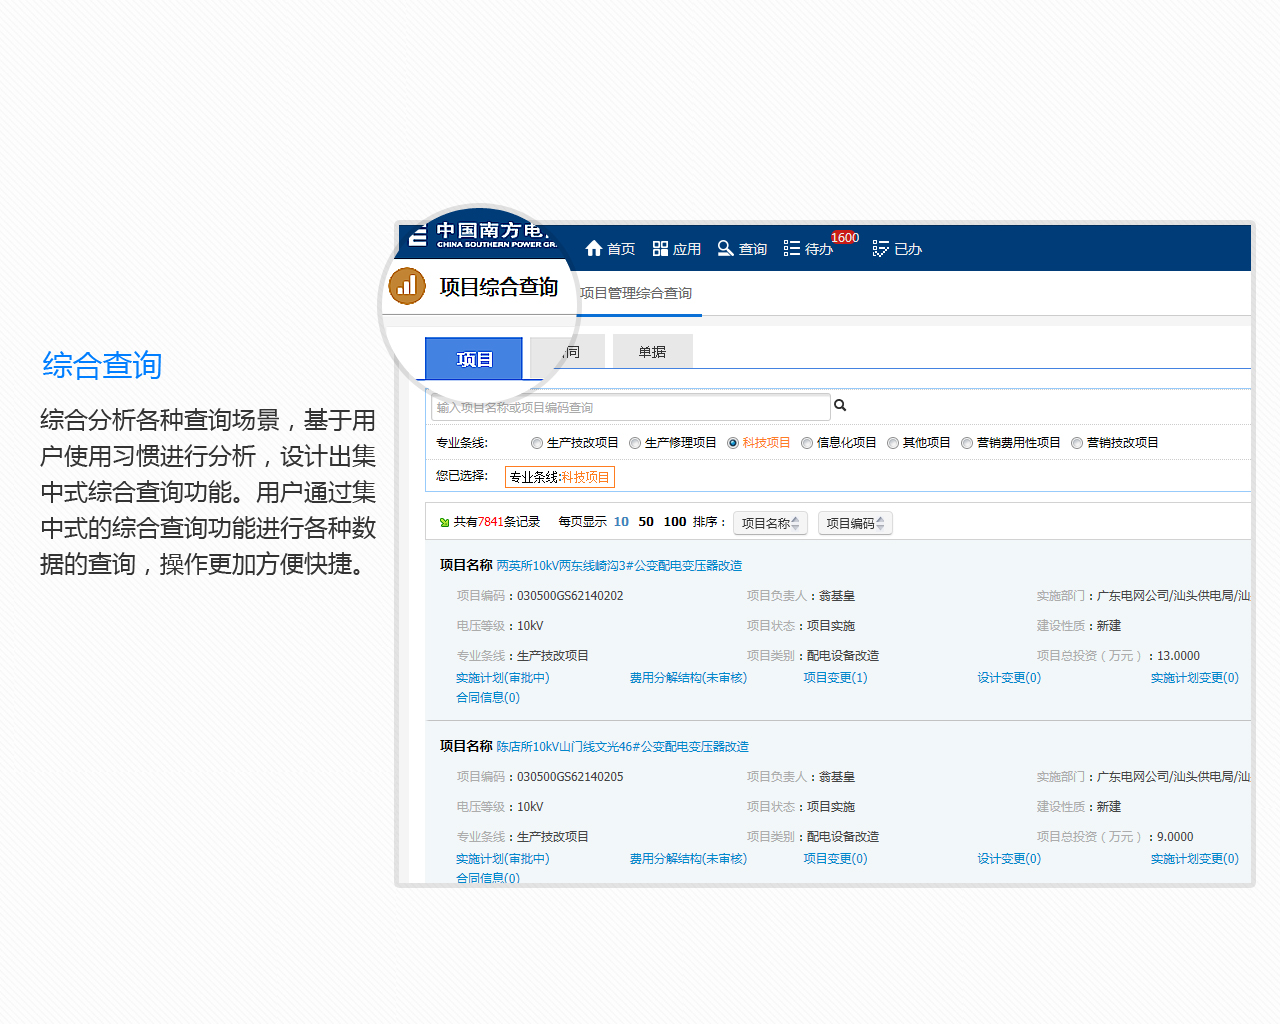 中国南方电
CHINA SOUTHERN POWER GR
首页 应用 查询 待办 1600 已办
项目综合查询
项目管理综合查询
项目 同 单据
综合查询
综合分析各种查询场景，基于用
户使用习惯进行分析，设计出集
中式综合查询功能。用户通过集
中式的综合查询功能进行各种数
据的查询，操作更加方便快捷。
输入项目名称或项目编码查询
专业条线: 生产技改项目 生产修理项目 科技项目 信息化项目 其他项目 营销费用性项目 营销技改项目
您已选择: 专业条线:科技项目
共有7841条记录 每页显示 10 50 100 排序： 项目名称 项目编码
项目名称 两英所10kV两东线崎沟3#公变配电变压器改造
项目编码：030500GS62140202 项目负责人：翁基皇 实施部门：广东电网公司/汕头供电局/汕
电压等级：10kV 项目状态：项目实施 建设性质：新建
专业条线：生产技改项目 项目类别：配电设备改造 项目总投资（万元）：13.0000
实施计划(审批中) 费用分解结构(未审核) 项目变更(1) 设计变更(0) 实施计划变更(0)
合同信息(0)
项目名称 陈店所10kV山门线文光46#公变配电变压器改造
项目编码：030500GS62140205 项目负责人：翁基皇 实施部门：广东电网公司/汕头供电局/汕
电压等级：10kV 项目状态：项目实施 建设性质：新建
专业条线：生产技改项目 项目类别：配电设备改造 项目总投资（万元）：9.0000
实施计划(审批中) 费用分解结构(未审核) 项目变更(0) 设计变更(0) 实施计划变更(0)
合同信息(0)